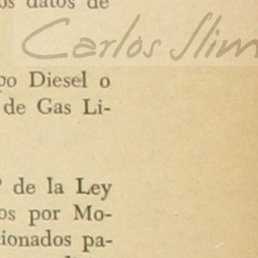 os datos de
Carlos Slim
po Diesel o
de Gas Li-
de la Ley
os por Mo-
ionados pa-